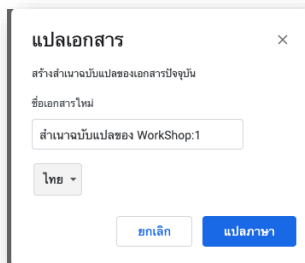 แปลเอกสาร
สร้างสำเนาฉบับแปลของเอกสารปัจจุบัน
ชื่อเอกสารใหม่
สำเนาฉบับแปลของ WorkShop:1
ไทย
ยกเลิก
แปลภาษา